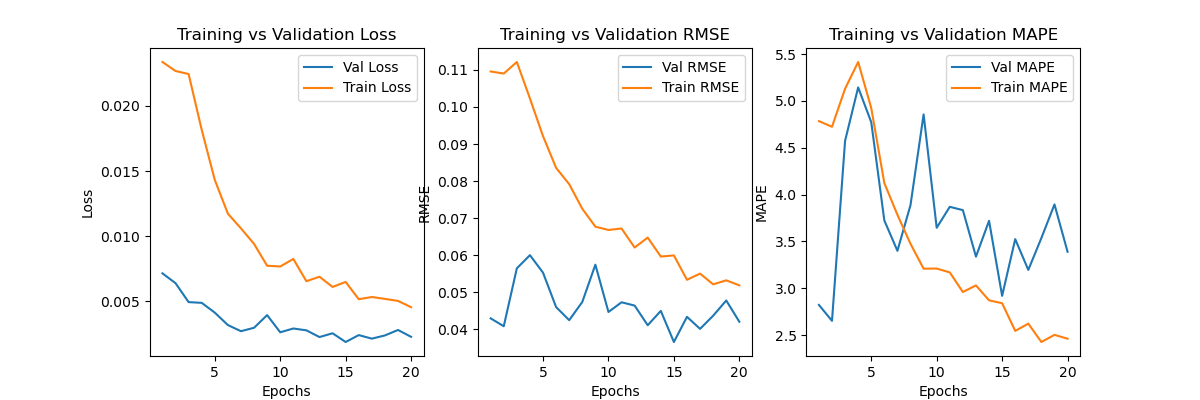 Training vs Validation Loss
Val Loss
Train Loss
Loss
0.020
0.015
0.010
0.005
5
10
15
20
Epochs
Training vs Validation RMSE
Val RMSE
Train RMSE
RMSE
0.11
0.10
0.09
0.08
0.07
0.06
0.05
0.04
5
10
15
20
Epochs
Training vs Validation MAPE
Val MAPE
Train MAPE
MAPE
5.5
5.0
4.5
4.0
3.5
3.0
2.5
5
10
15
20
Epochs